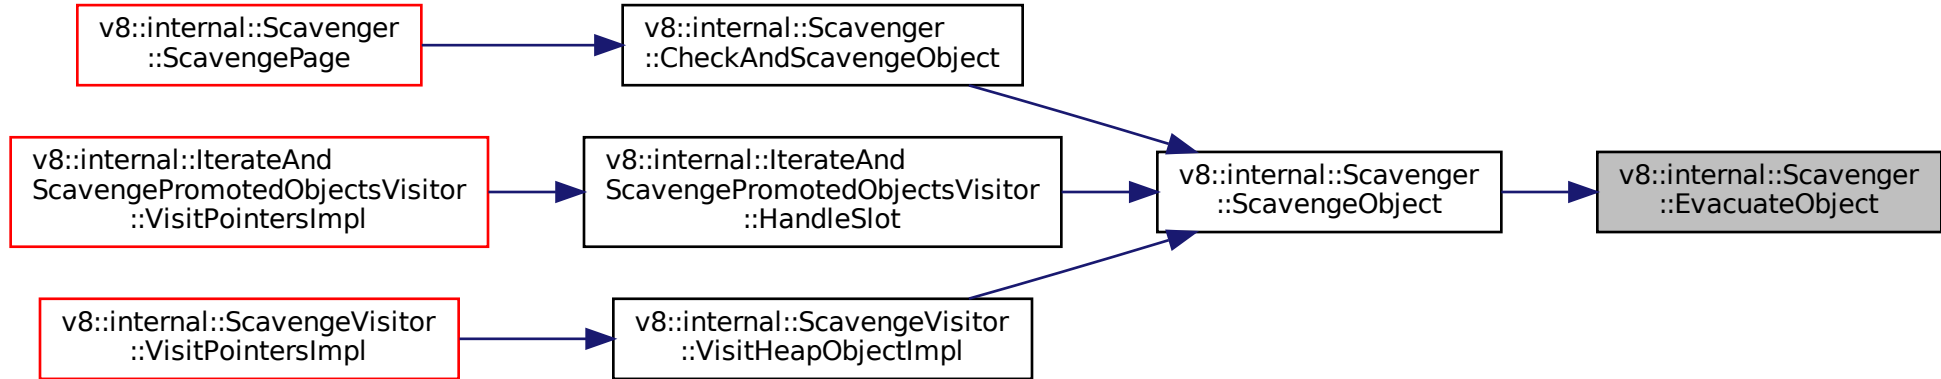 v8::internal::Scavenger
::ScavengePage
v8::internal::Scavenger
::CheckAndScavengeObject
v8::internal::IterateAnd
ScavengePromotedObjectsVisitor
::VisitPointersImpl
v8::internal::IterateAnd
ScavengePromotedObjectsVisitor
::HandleSlot
v8::internal::Scavenger
::ScavengeObject
v8::internal::Scavenger
::EvacuateObject
v8::internal::ScavengeVisitor
::VisitPointersImpl
v8::internal::ScavengeVisitor
::VisitHeapObjectImpl